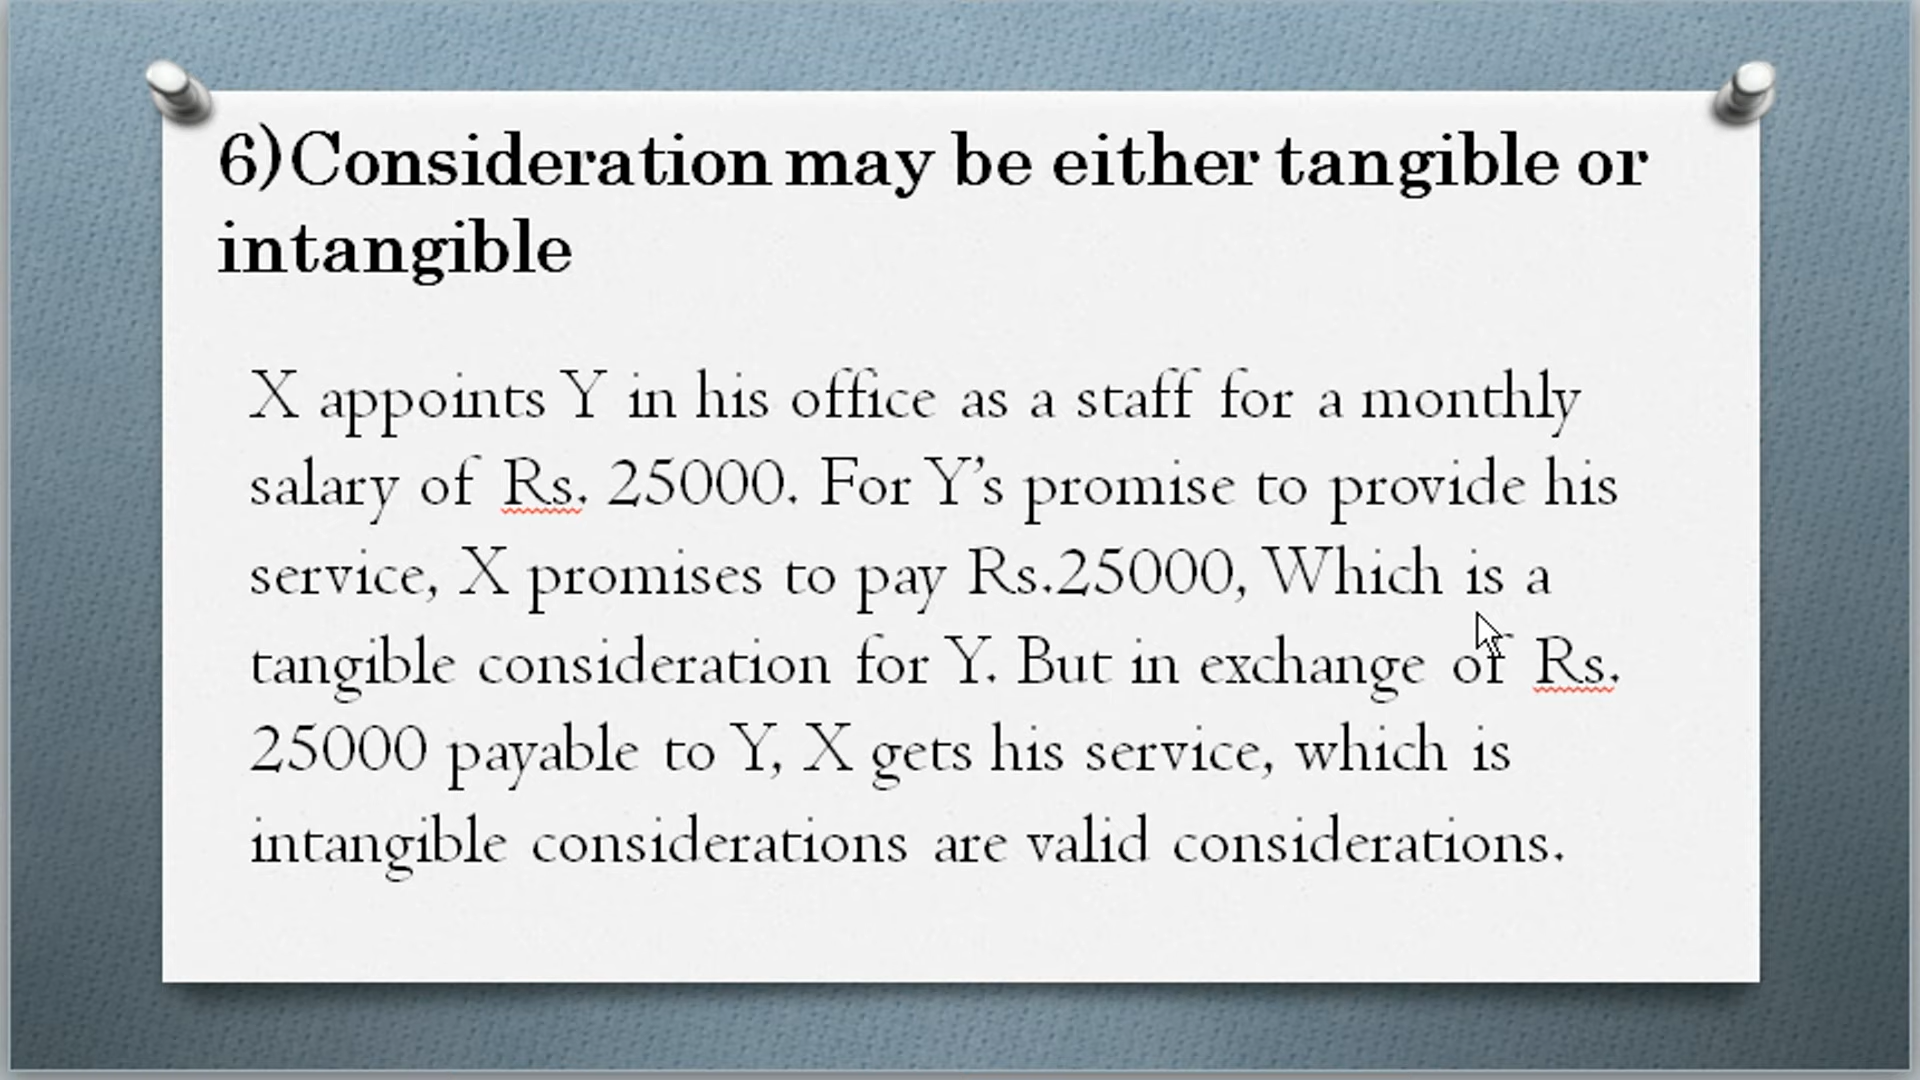 6)Consideration may be either tangible or
intangible
X appoints Y in his office as a staff for a monthly
salary of Rs. 25000. For Y’s promise to provide his
service, X promises to pay Rs.25000, Which is a
tangible consideration for Y. But in exchange of Rs.
25000 payable to Y, X gets his service, which is
intangible considerations are valid considerations.